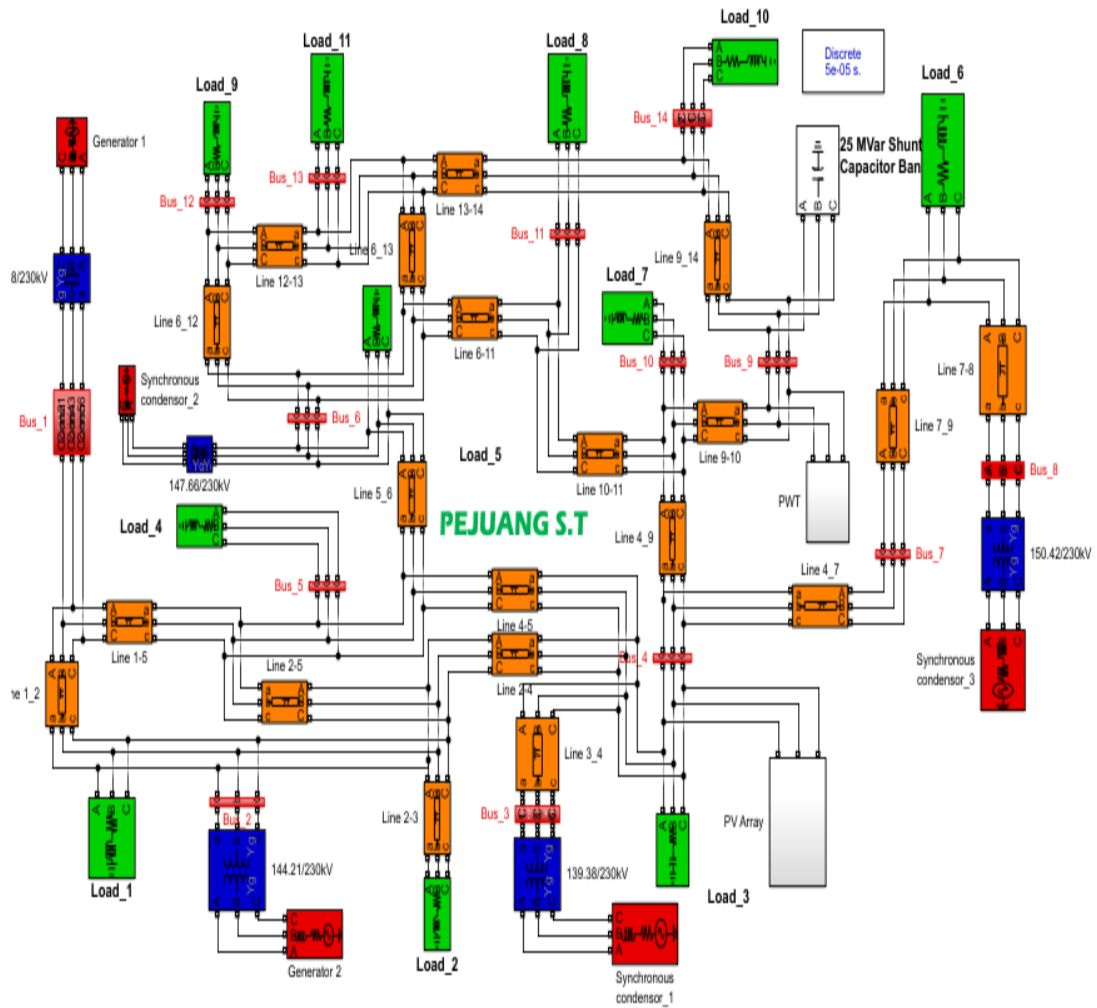 Load_10
Load_11
Load_8
Discrete
5e-05 s.
Load_9
Load_6
Generator 1
Bus_14
25 MVar Shunt
Capacitor Ban
Bus_13
Line 13-14
Bus_12
Bus_11
Line 6_13
Line 9_14
Load_7
8/230kV
Line 12-13
Line 6_12
Line 6-11
Bus_10
Bus_9
Line 7-8
Synchronous
condensor_2
Bus_1
Bus_6
Line 9-10
Line 7_9
Load_5
Line 10-11
Bus_8
147.66/230kV
Line 5_6
PWT
Load_4
PEJUANG S.T
Line 4_9
Bus_7
150.42/230kV
Bus_5
Line 4_7
Line 4-5
Line 1-5
Line 2-5
Line 2-4
Bus_4
Synchronous
condensor_3
ne 1_2
Line 3_4
Line 2-3
Bus_3
PV Array
Bus_2
144.21/230kV
139.38/230kV
Load_1
Load_3
Load_2
Generator 2
Synchronous
condensor_1